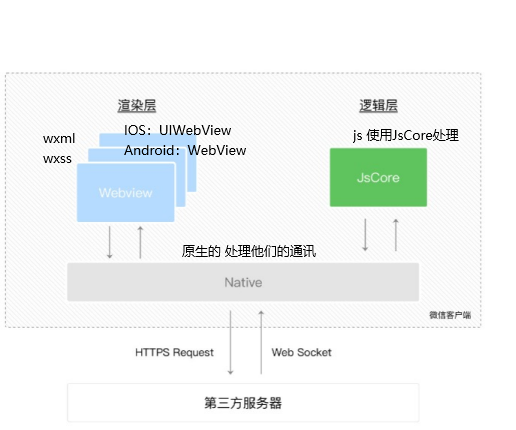 渲染层
逻辑层
wxml
wxss
IOS：UIWebView
Android：WebView
js 使用JsCore处理
Webview
JsCore
原生的 处理他们的通讯
Native
微信客户端
HTTPS Request
Web Socket
第三方服务器